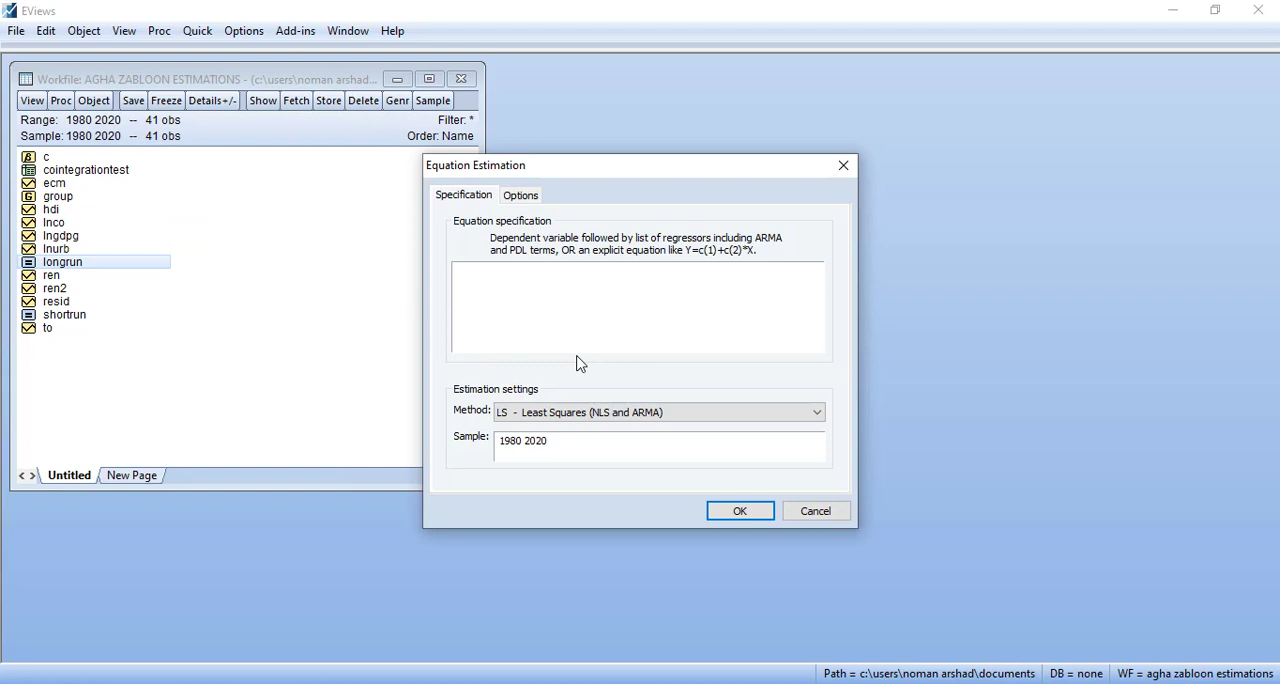 EViews
File Edit Object View Proc Quick Options Add-ins Window Help
Workfile: AGHA ZABLOON ESTIMATIONS - (c:\users\noman arshad...
View Proc Object Save Freeze Details+/- Show Fetch Store Delete Genr Sample
Range: 1980 2020 -- 41 obs Filter: *
Sample: 1980 2020 -- 41 obs Order: Name
c
cointegrationtest
ecm
group
hdi
lnco
lngdpg
lnurb
longrun
ren
ren2
resid
shortrun
to
Untitled New Page
Equation Estimation
Specification Options
Equation specification
Dependent variable followed by list of regressors including ARMA
and PDL terms, OR an explicit equation like Y=c(1)+c(2)*X.
Estimation settings
Method: LS - Least Squares (NLS and ARMA)
Sample: 1980 2020
OK Cancel
Path = c:\users\noman arshad\documents DB = none WF = agha zabloon estimations